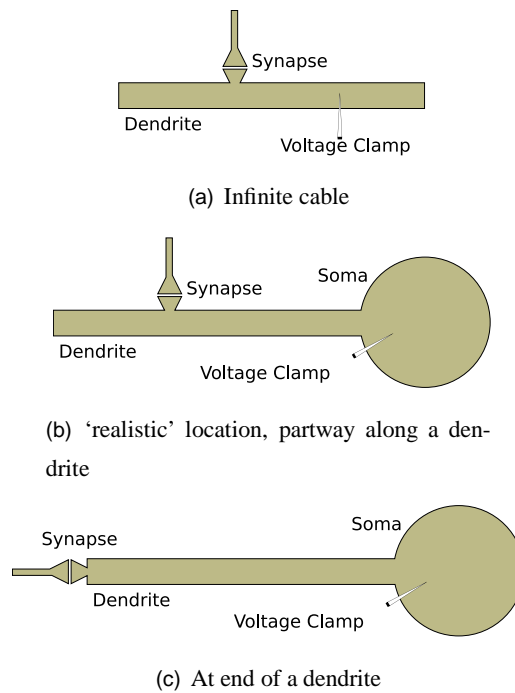 Synapse
Dendrite
Voltage Clamp
(a) Infinite cable
Soma
Synapse
Dendrite
Voltage Clamp
(b) ‘realistic’ location, partway along a den-
drite
Soma
Synapse
Dendrite
Voltage Clamp
(c) At end of a dendrite